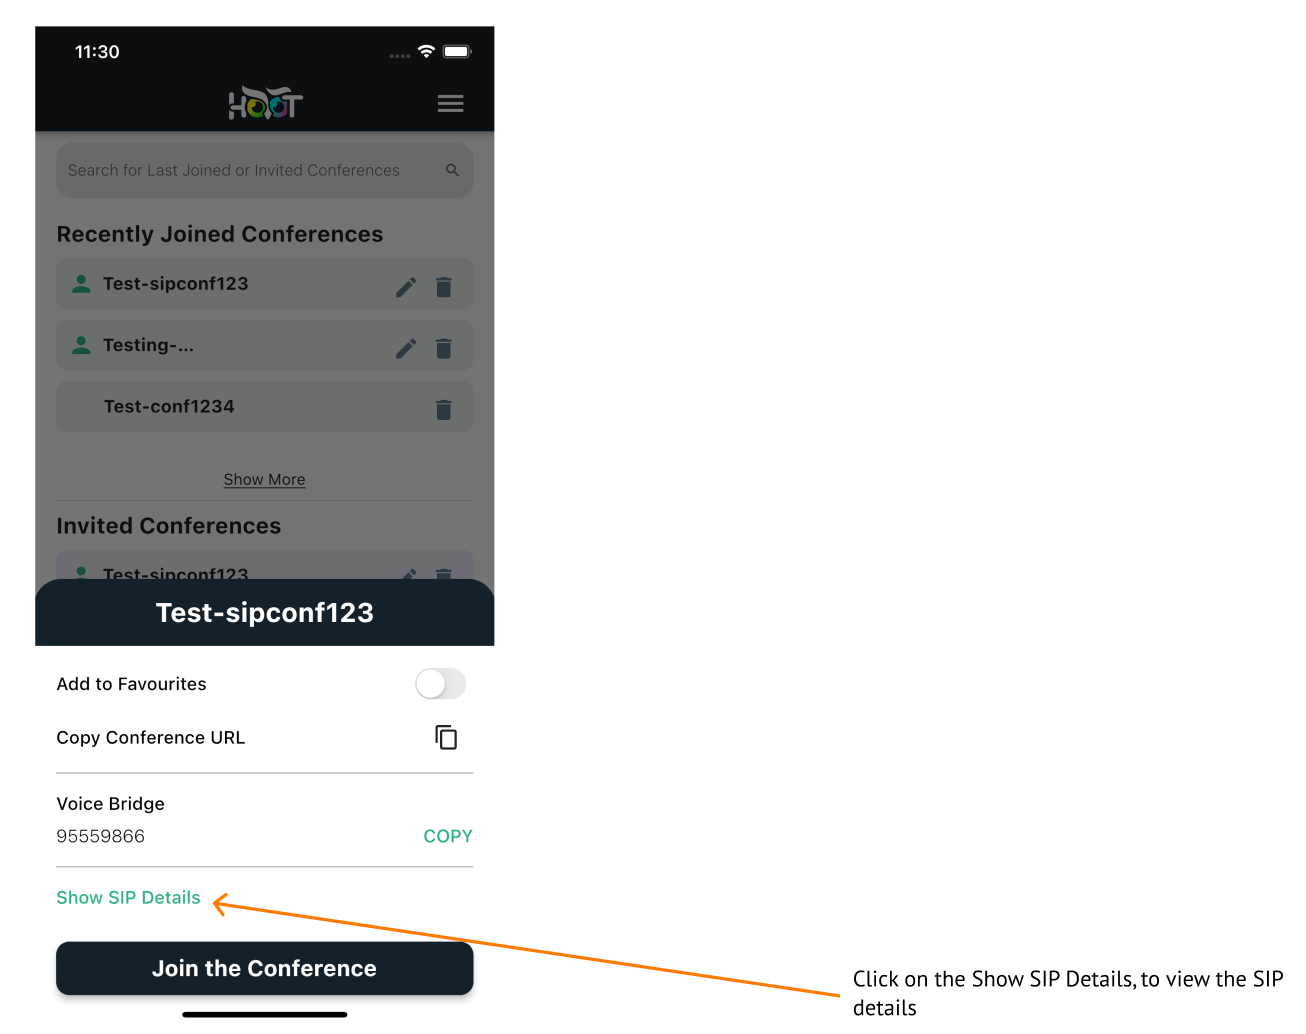 11:30
HOOT
Search for Last Joined or Invited Conferences
Recently Joined Conferences
Test-sipconf123
Testing-...
Test-conf1234
Show More
Invited Conferences
Test-sipconf123
Test-sipconf123
Add to Favourites
Copy Conference URL
Voice Bridge
95559866 COPY
Show SIP Details
Join the Conference
Click on the Show SIP Details, to view the SIP
details